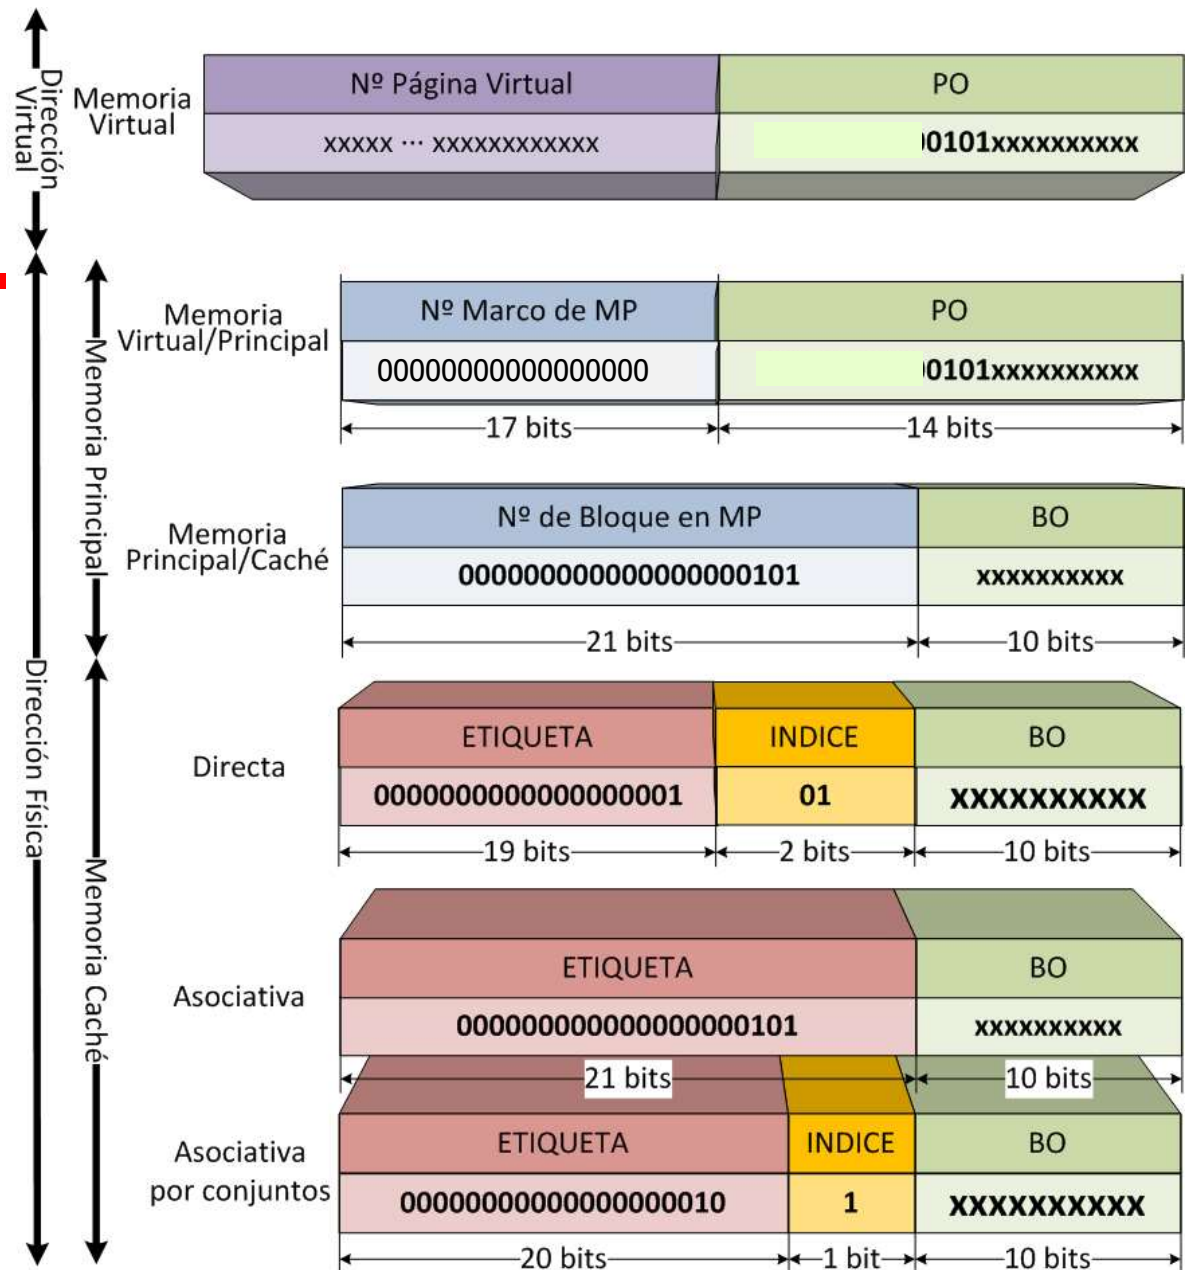 Dirección
Virtual
Memoria
Virtual
Nº Página Virtual
PO
xxxxx ··· xxxxxxxxxxxx
0101xxxxxxxxxx
Dirección Física
Memoria Principal
Memoria
Virtual/Principal
Nº Marco de MP
PO
00000000000000000
0101xxxxxxxxxx
17 bits
14 bits
Memoria
Principal/Caché
Nº de Bloque en MP
BO
000000000000000000101
xxxxxxxxxx
21 bits
10 bits
Memoria Caché
Directa
ETIQUETA
INDICE
BO
0000000000000000001
01
xxxxxxxxxx
19 bits
2 bits
10 bits
Asociativa
ETIQUETA
BO
000000000000000000101
xxxxxxxxxx
21 bits
10 bits
Asociativa
por conjuntos
ETIQUETA
INDICE
BO
00000000000000000010
1
xxxxxxxxxx
20 bits
1 bit
10 bits